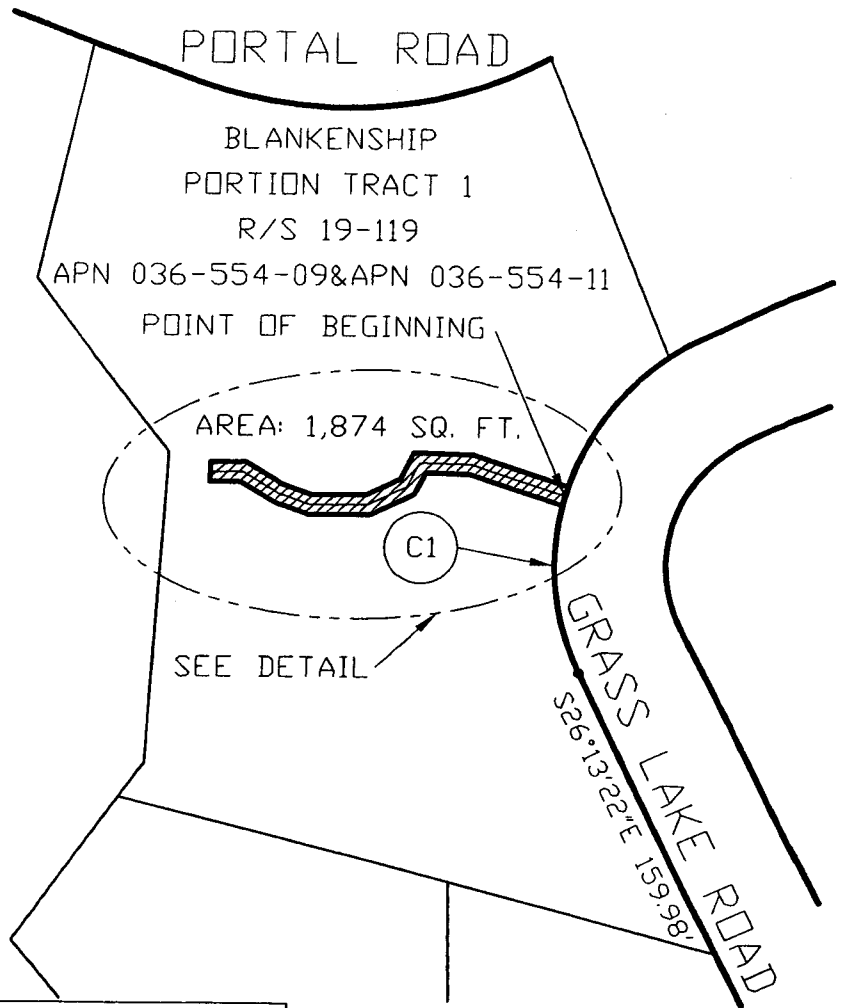 PORTAL ROAD
BLANKENSHIP
PORTION TRACT 1
R/S 19-119
APN 036-554-09&APN 036-554-11
POINT OF BEGINNING
AREA: 1,874 SQ. FT.
C1
SEE DETAIL
GRASS LAKE ROAD
S26°13'22"E 159.98'